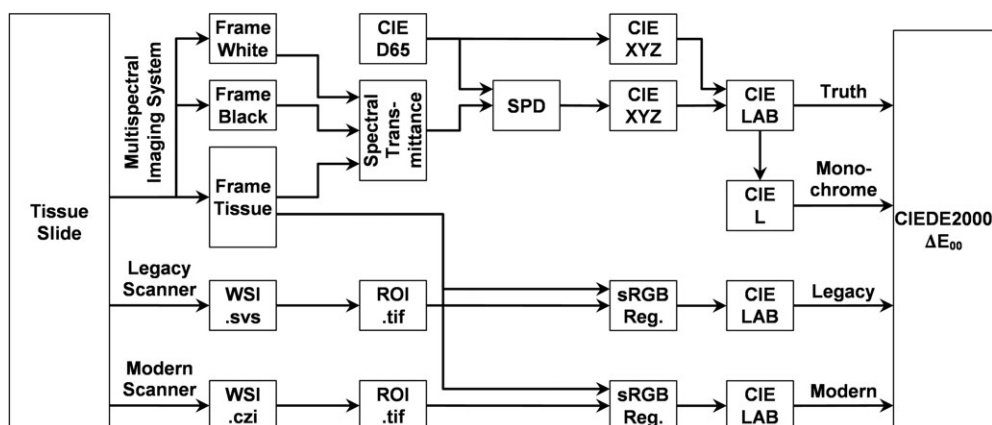 Tissue
Slide
Multispectral
Imaging System
Frame
White
Frame
Black
Frame
Tissue
Spectral
Trans-
mittance
CIE
D65
SPD
CIE
XYZ
CIE
XYZ
CIE
LAB
Truth
CIE
L
Mono-
chrome
Legacy
Scanner
WSI
.svs
ROI
.tif
sRGB
Reg.
CIE
LAB
Legacy
Modern
Scanner
WSI
.czi
ROI
.tif
sRGB
Reg.
CIE
LAB
Modern
CIEDE2000
ΔE₀₀